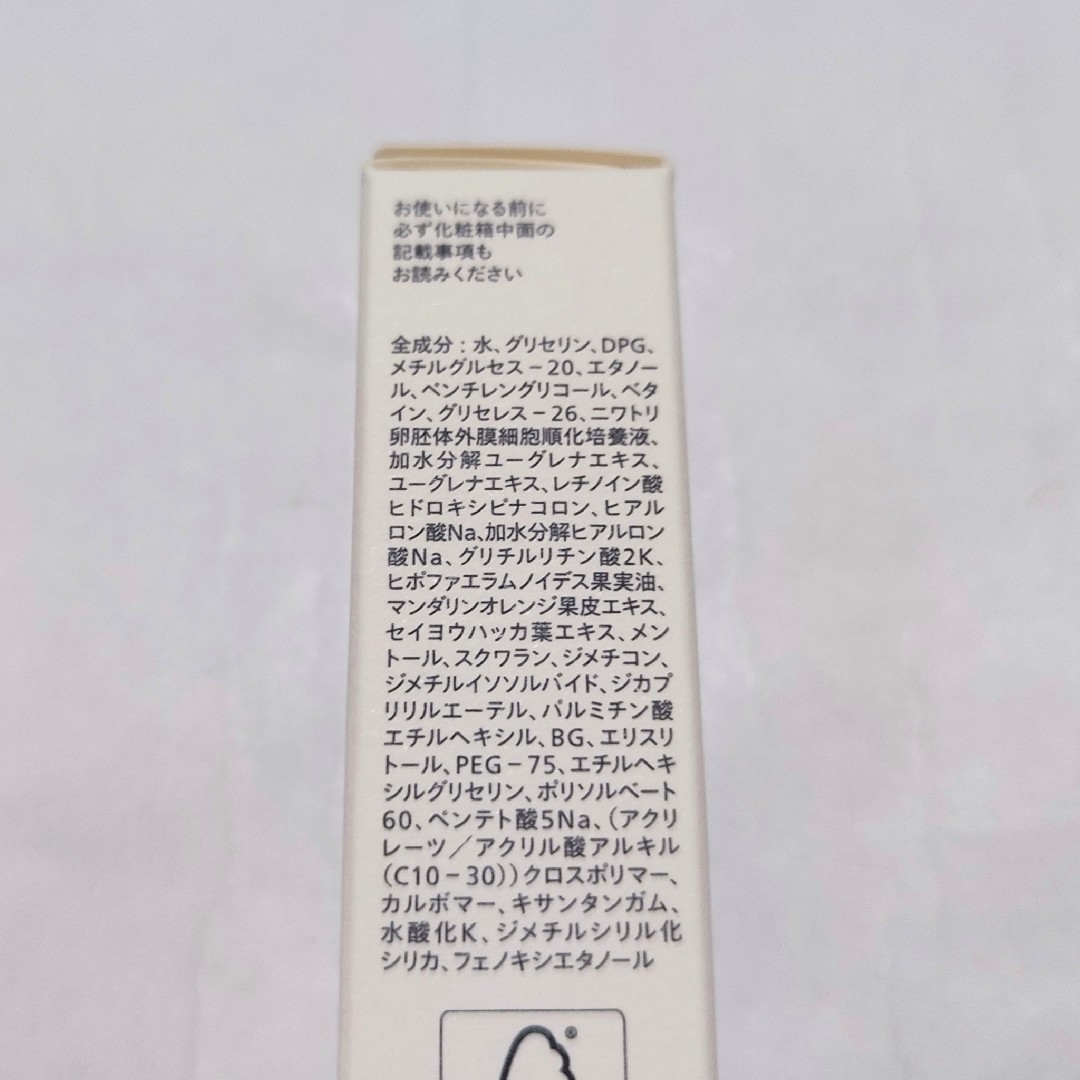 お使いになる前に
必ず化粧箱中面の
記載事項も
お読みください
全成分：水、グリセリン、DPG、
メチルグルセス－20、エタノー
ル、ペンチレングリコール、ベタ
イン、グリセレス－26、ニワトリ
卵胚体外膜細胞順化培養液、
加水分解ユーグレナエキス、
ユーグレナエキス、レチノイン酸
ヒドロキシピナコロン、ヒアル
ロン酸Na、加水分解ヒアルロン
酸Na、グリチルリチン酸2K、
ヒポファエラムノイデス果実油、
マンダリンオレンジ果皮エキス、
セイヨウハッカ葉エキス、メン
トール、スクワラン、ジメチコン、
ジメチルイソソルバイド、ジカプ
リリルエーテル、パルミチン酸
エチルヘキシル、BG、エリスリ
トール、PEG－75、エチルヘキ
シルグリセリン、ポリソルベート
60、ペンテト酸5Na、（アクリ
レーツ／アクリル酸アルキル
（C10－30））クロスポリマー、
カルボマー、キサンタンガム、
水酸化K、ジメチルシリル化
シリカ、フェノキシエタノール
®